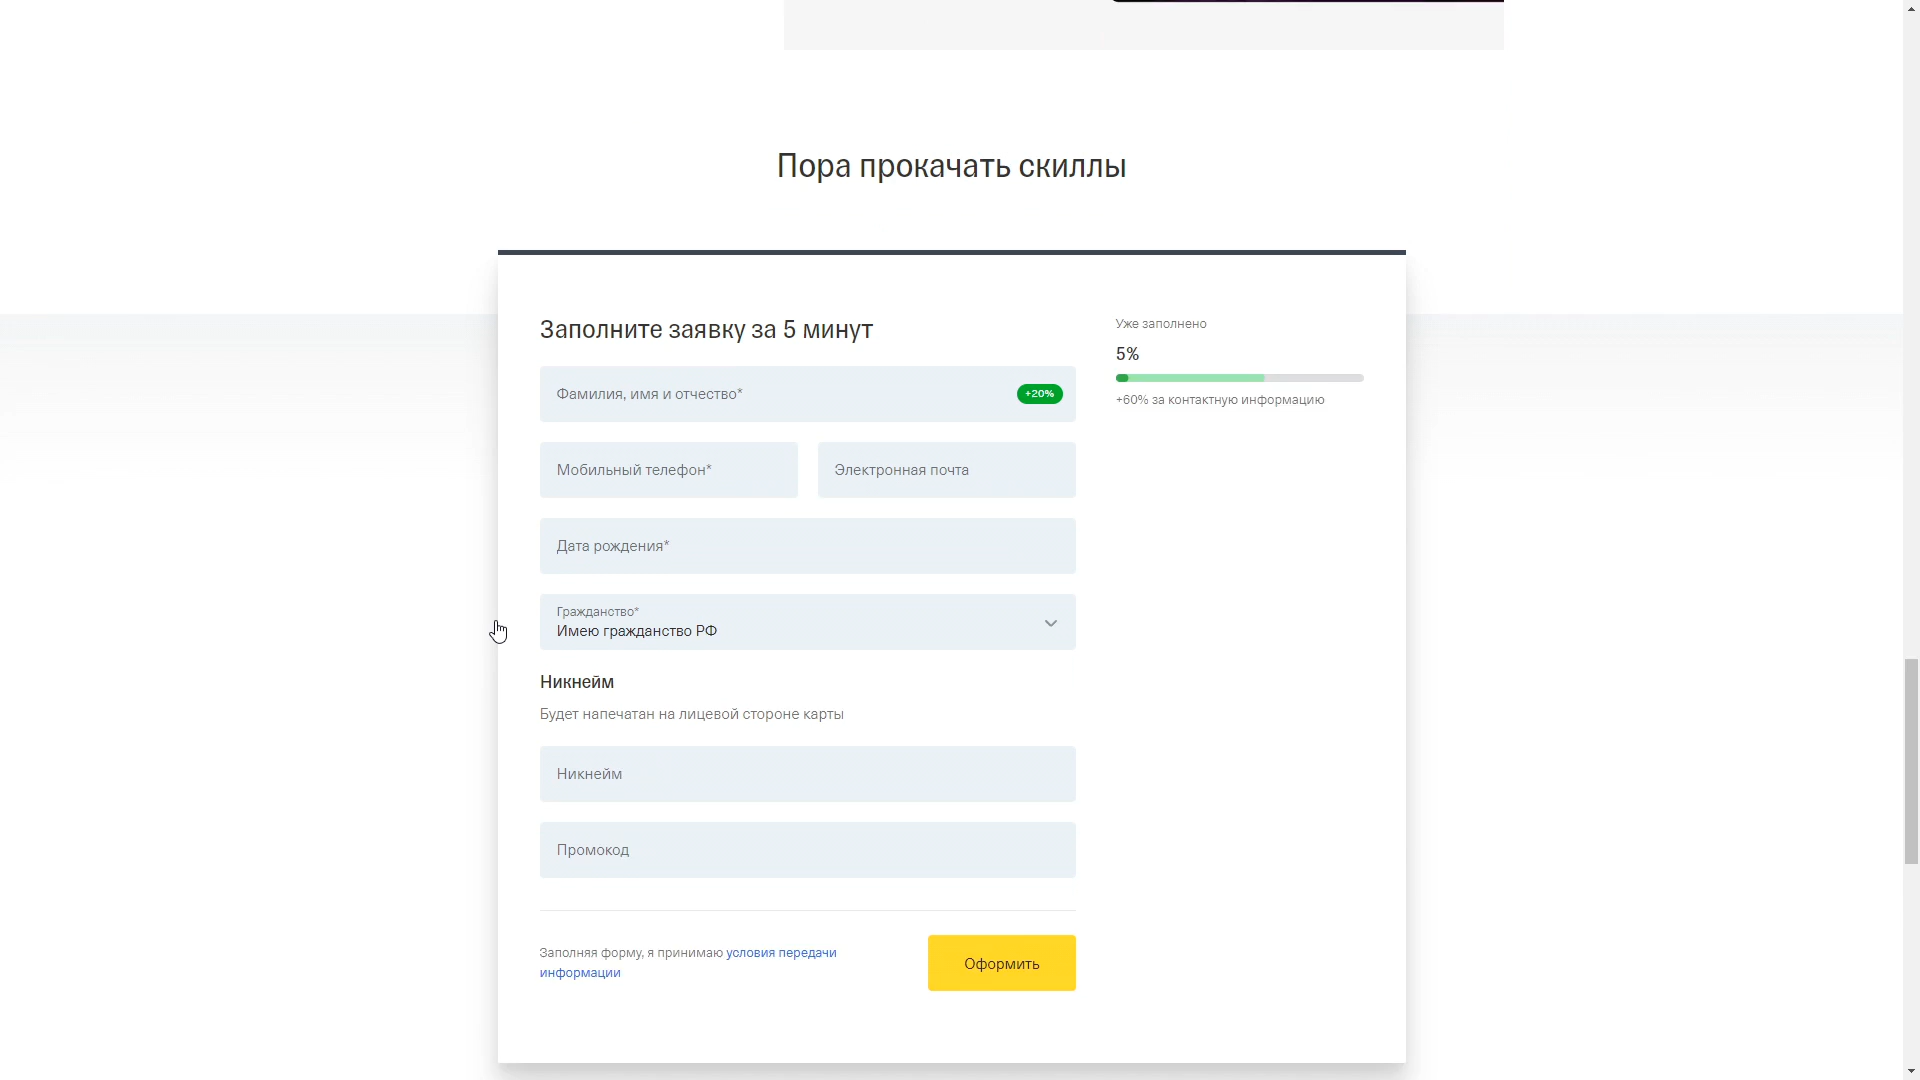 Пора прокачать скиллы
Заполните заявку за 5 минут
Фамилия, имя и отчество*
+20%
Мобильный телефон*
Электронная почта
Дата рождения*
Гражданство*
Имею гражданство РФ
Никнейм
Будет напечатан на лицевой стороне карты
Никнейм
Промокод
Заполняя форму, я принимаю условия передачи
информации
Оформить
Уже заполнено
5%
+60% за контактную информацию